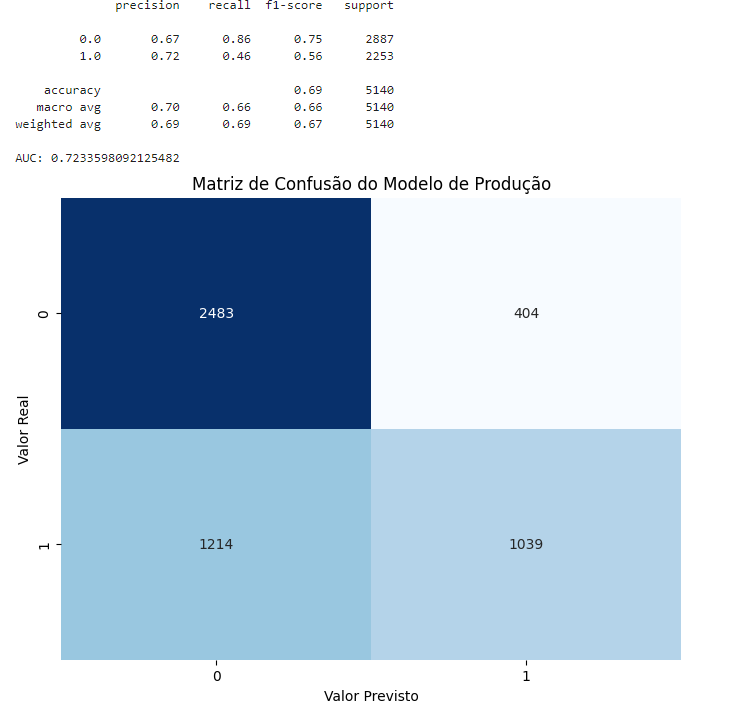 precision recall f1-score support
0.0 0.67 0.86 0.75 2887
1.0 0.72 0.46 0.56 2253
accuracy 0.69 5140
macro avg 0.70 0.66 0.66 5140
weighted avg 0.69 0.69 0.67 5140
AUC: 0.7233598092125482
Matriz de Confusão do Modelo de Produção
0 2483 404
Valor Real
1 1214 1039
0 1
Valor Previsto